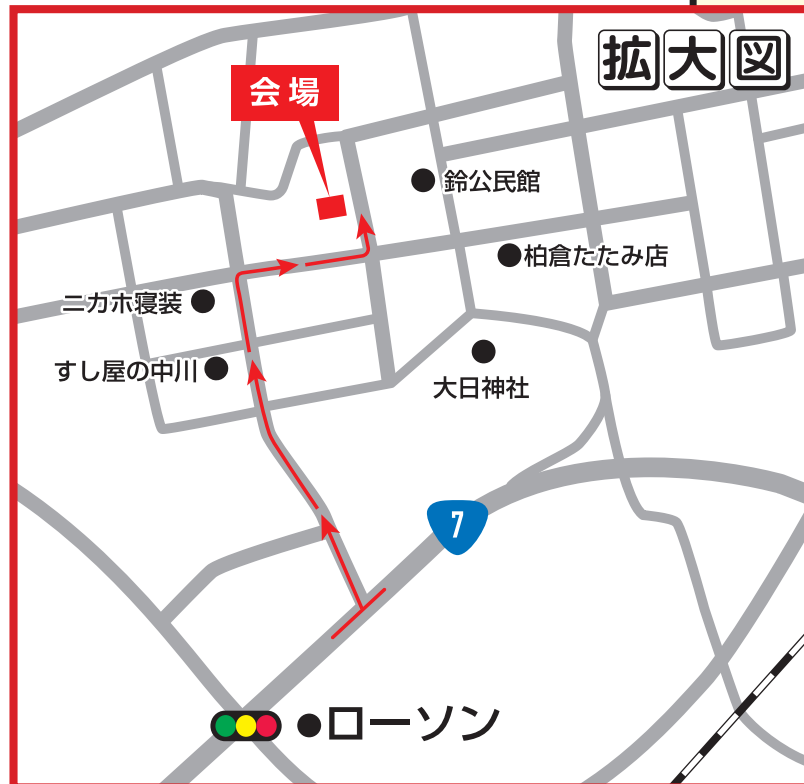 拡大図
会場
鈴公民館
柏倉たたみ店
ニカホ寝装
すし屋の中川
大日神社
7
ローソン